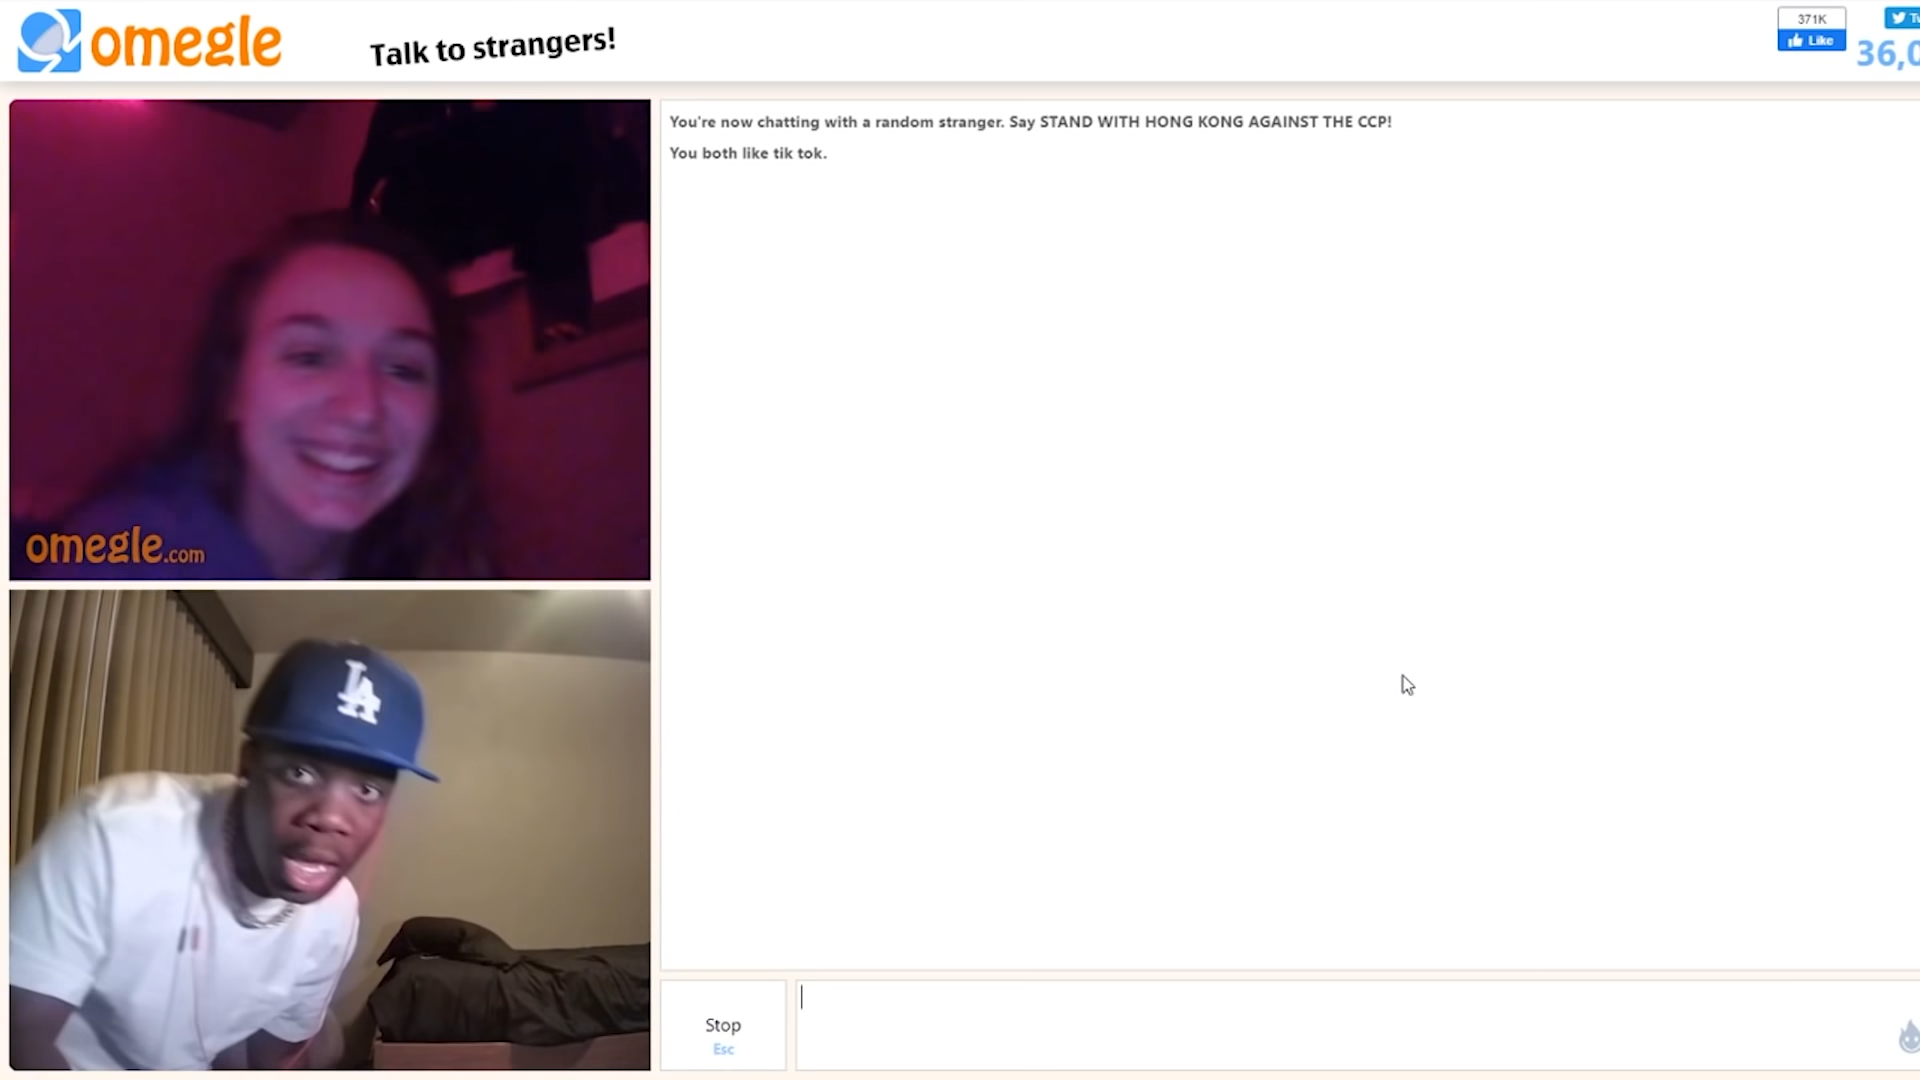 omegle
Talk to strangers!
371K
Like
36,0
You're now chatting with a random stranger. Say STAND WITH HONG KONG AGAINST THE CCP!
You both like tik tok.
omegle.com
LA
Stop
Esc